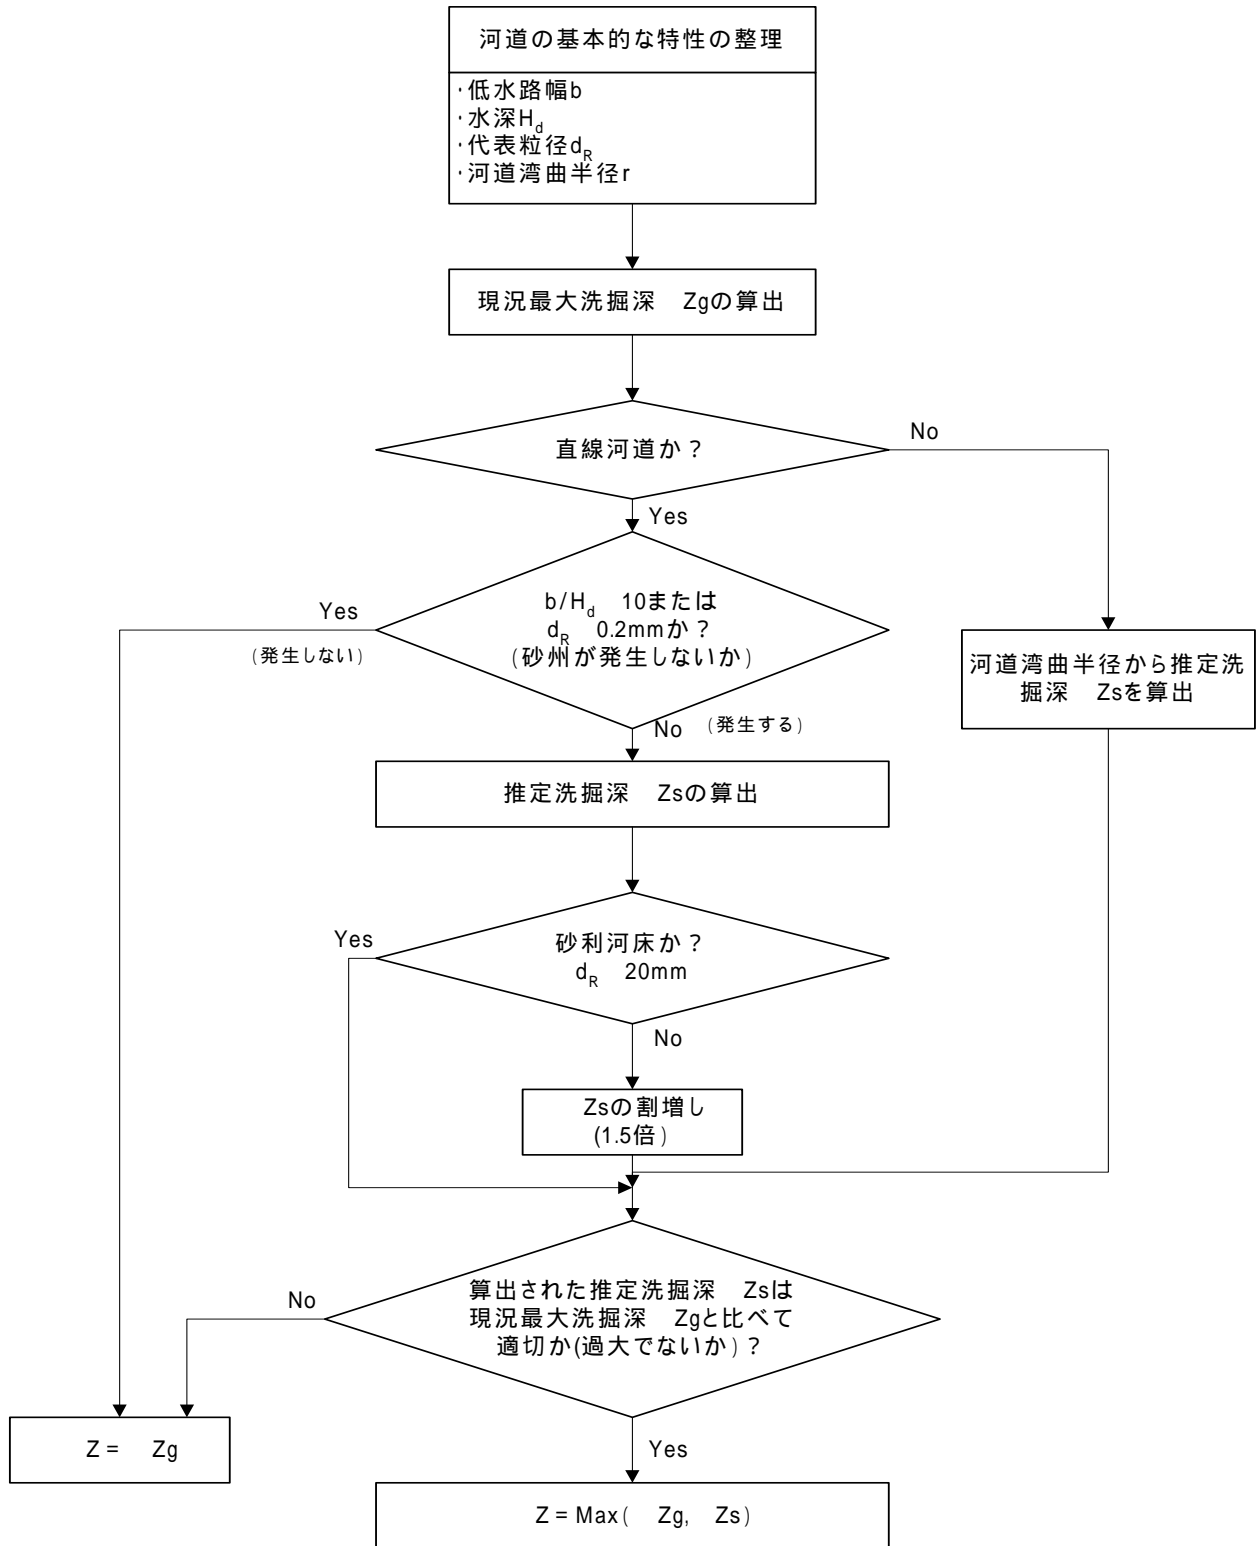 河道の基本的な特性の整理
・低水路幅b
・水深Hd
・代表粒径dR
・河道湾曲半径r
現況最大洗掘深　Zgの算出
直線河道か？
No
Yes
b/Hd　10または
dR　0.2mmか？
(砂州が発生しないか)
Yes
(発生しない)
No
(発生する)
河道湾曲半径から推定洗
掘深　Zsを算出
推定洗掘深　Zsの算出
砂利河床か？
dR　20mm
Yes
No
Zsの割増し
(1.5倍)
算出された推定洗掘深　Zsは
現況最大洗掘深　Zgと比べて
適切か(過大でないか)？
No
Yes
Z =　Zg
Z = Max(　Zg,　Zs)